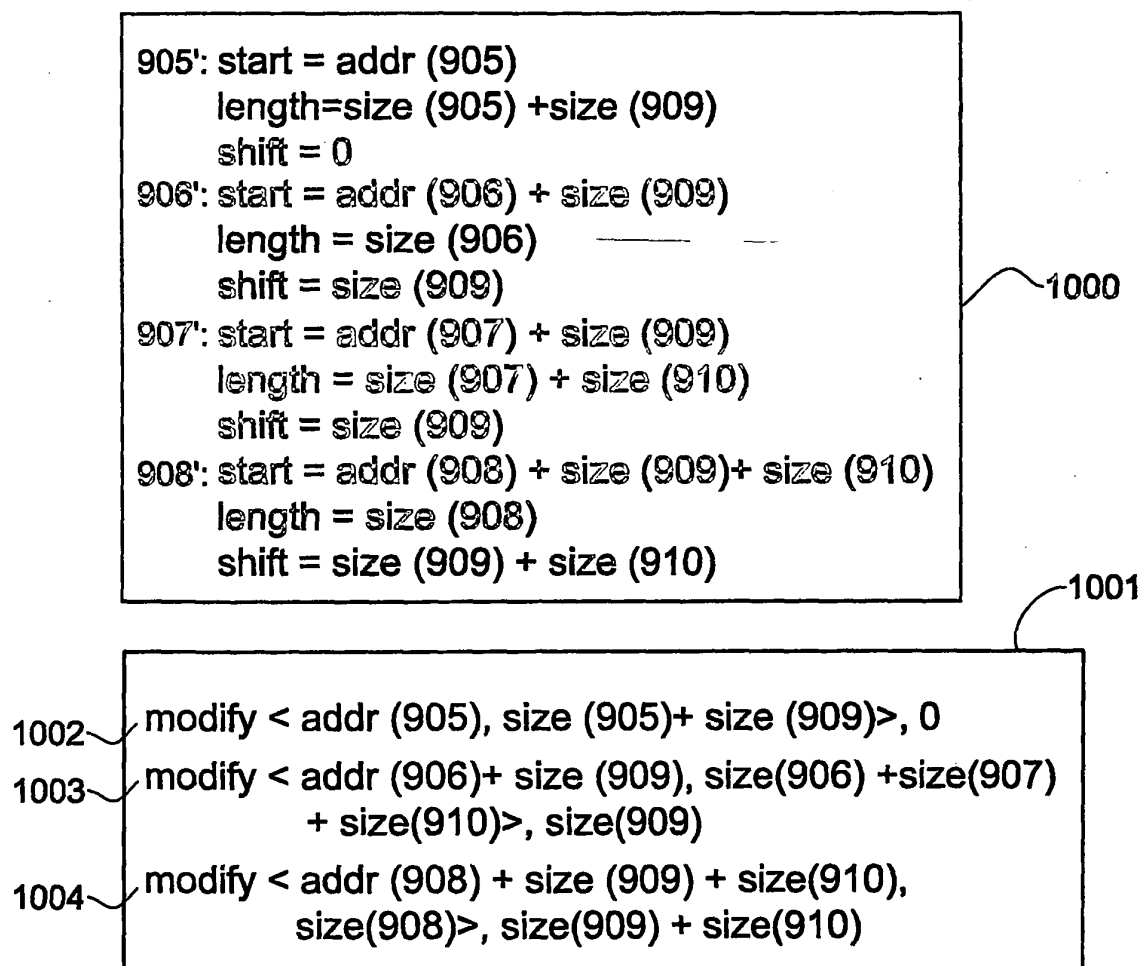 905': start = addr (905)
length=size (905) +size (909)
shift = 0
906': start = addr (906) + size (909)
length = size (906)
shift = size (909)
907': start = addr (907) + size (909)
length = size (907) + size (910)
shift = size (909)
908': start = addr (908) + size (909)+ size (910)
length = size (908)
shift = size (909) + size (910)
1000
1001
1002 modify < addr (905), size (905)+ size (909)>, 0
1003 modify < addr (906)+ size (909), size(906) +size(907)
+ size(910)>, size(909)
1004 modify < addr (908) + size (909) + size(910),
size(908)>, size(909) + size(910)